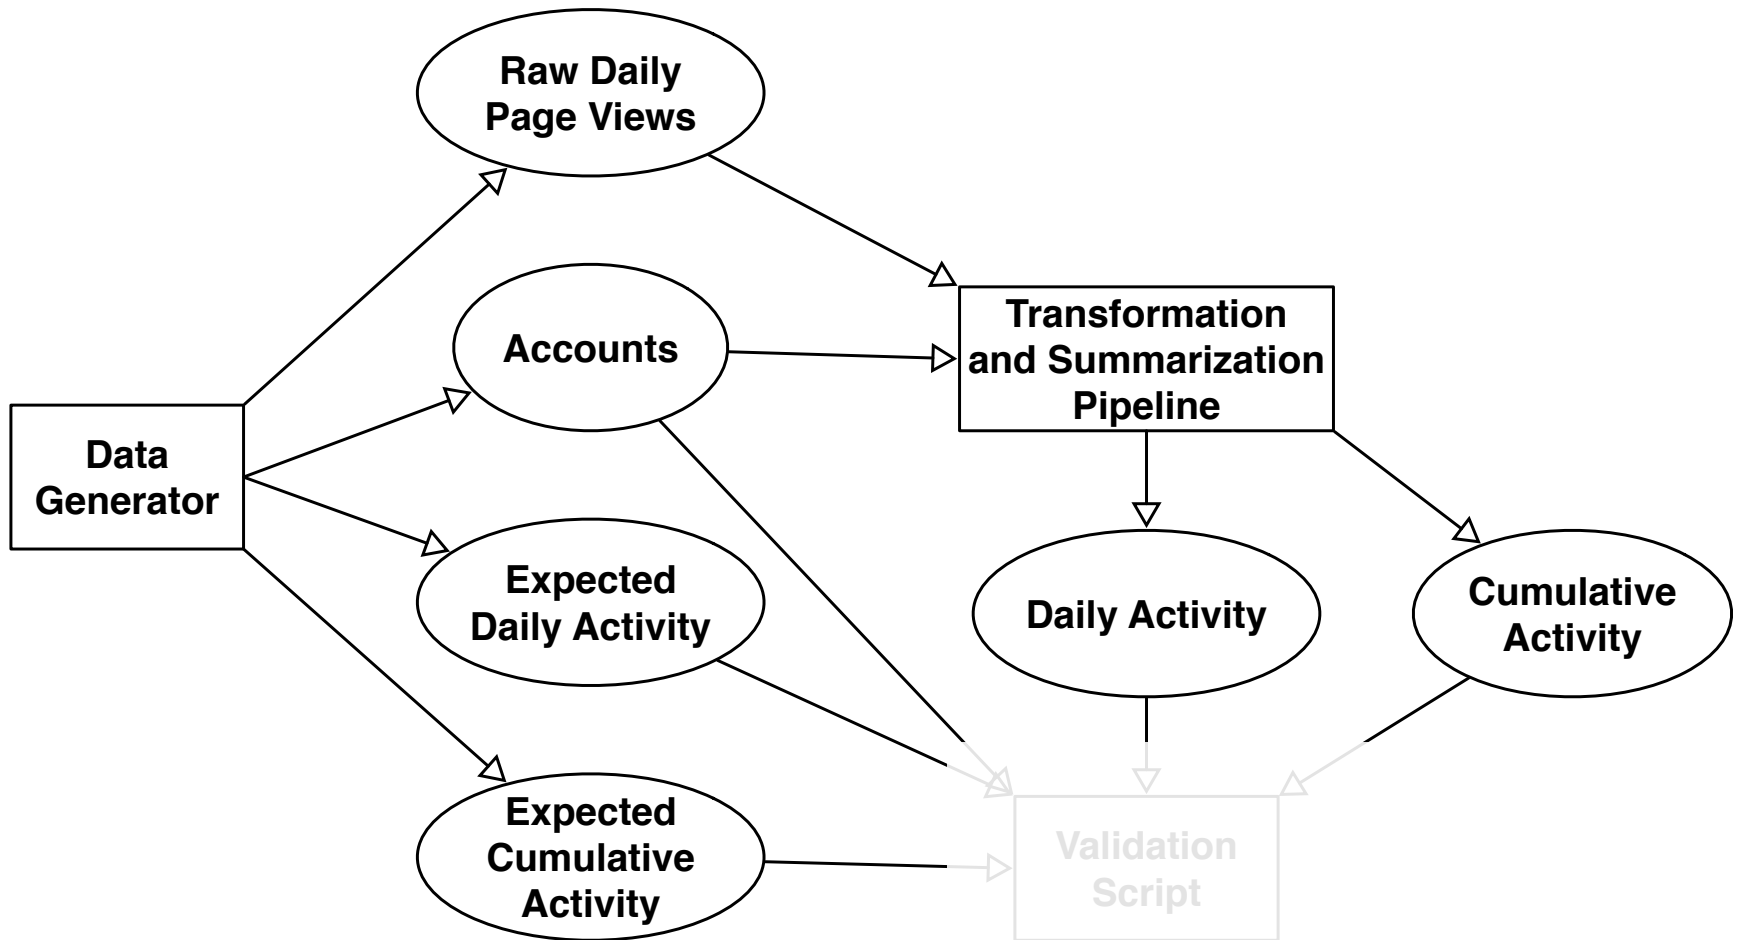 Raw Daily
Page Views
Accounts
Transformation
and Summarization
Pipeline
Data
Generator
Expected
Daily Activity
Daily Activity
Cumulative
Activity
Expected
Cumulative
Activity
Validation
Script